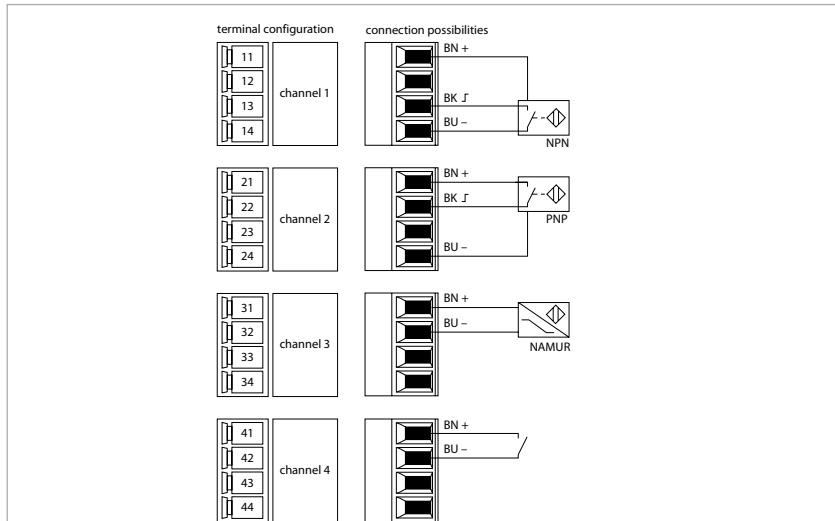 terminal configuration
connection possibilities
11
12
13
14
channel 1
BN +
BK ⎍
BU –
NPN
21
22
23
24
channel 2
BN +
BK ⎍
BU –
PNP
31
32
33
34
channel 3
BN +
BU –
NAMUR
41
42
43
44
channel 4
BN +
BU –